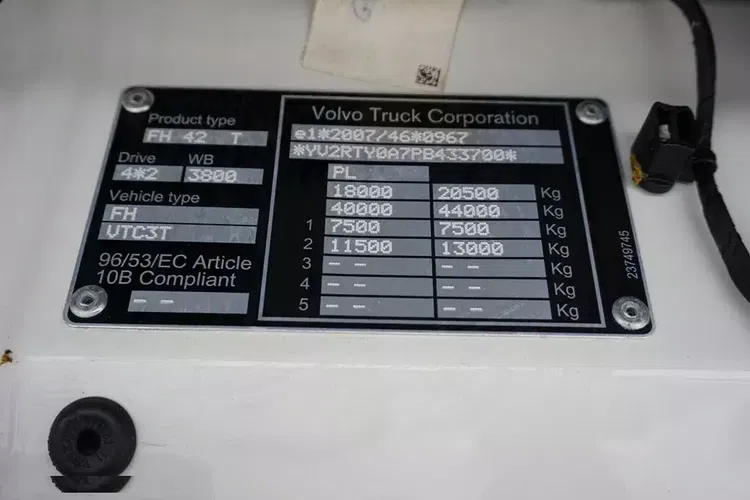 Product type
FH 42 T
Drive WB
4*2 3800
Vehicle type
FH
VTC3T
96/53/EC Article
10B Compliant
-- --
Volvo Truck Corporation
e1*2007/46*0967
*YV2RTY0A7PB433700*
PL
18000 20500 Kg
40000 44000 Kg
1 7500 7500 Kg
2 11500 13000 Kg
3 -- -- -- -- Kg
4 -- -- -- -- Kg
5 -- -- -- -- Kg
23749745